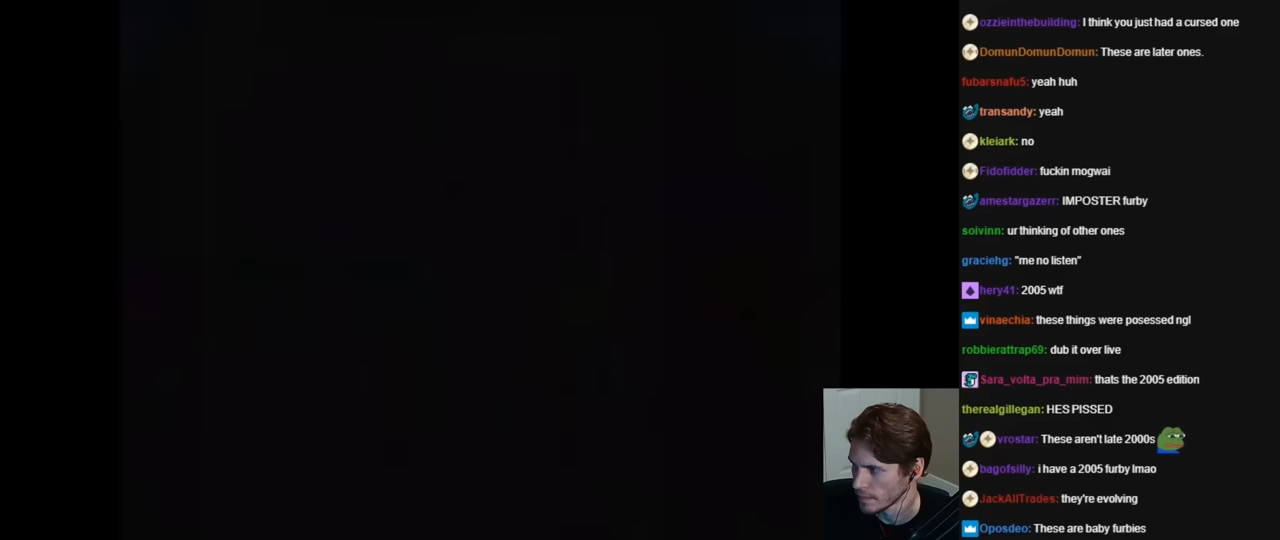 ozzieinthebuilding: I think you just had a cursed one
DomunDomunDomun: These are later ones.
fubarsnafu5: yeah huh
transandy: yeah
kleiark: no
Fidofidder: fuckin mogwai
amestargazerr: IMPOSTER furby
soivinn: ur thinking of other ones
graciehg: "me no listen"
hery41: 2005 wtf
vinaechia: these things were posessed ngl
robbierattrap69: dub it over live
Sara_volta_pra_mim: thats the 2005 edition
therealgillegan: HES PISSED
vrostar: These aren't late 2000s
bagofsilly: i have a 2005 furby lmao
JackAllTrades: they're evolving
Oposdeo: These are baby furbies